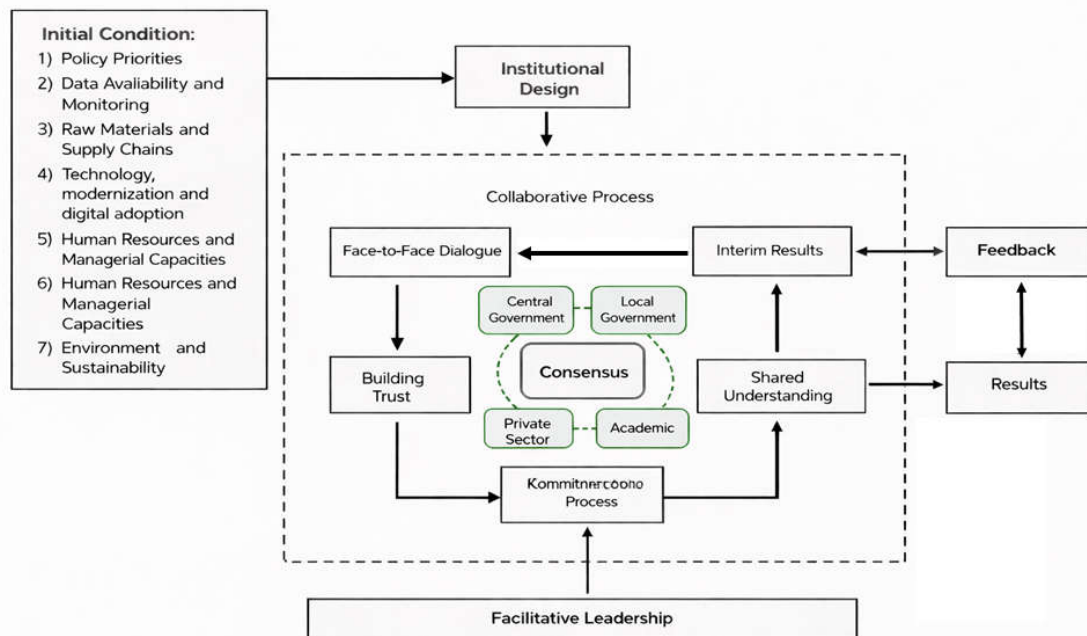 Initial Condition:
1) Policy Priorities
2) Data Avaliability and
Monitoring
3) Raw Materials and
Supply Chains
4) Technology,
modernization and
digital adoption
5) Human Resources and
Managerial Capacities
6) Human Resources and
Managerial
Capacities
7) Environment and
Sustainability
Institutional
Design
Collaborative Process
Face-to-Face Dialogue
Interim Results
Feedback
Central
Government
Local
Government
Consensus
Building
Trust
Shared
Understanding
Results
Private
Sector
Academic
Process
Facilitative Leadership